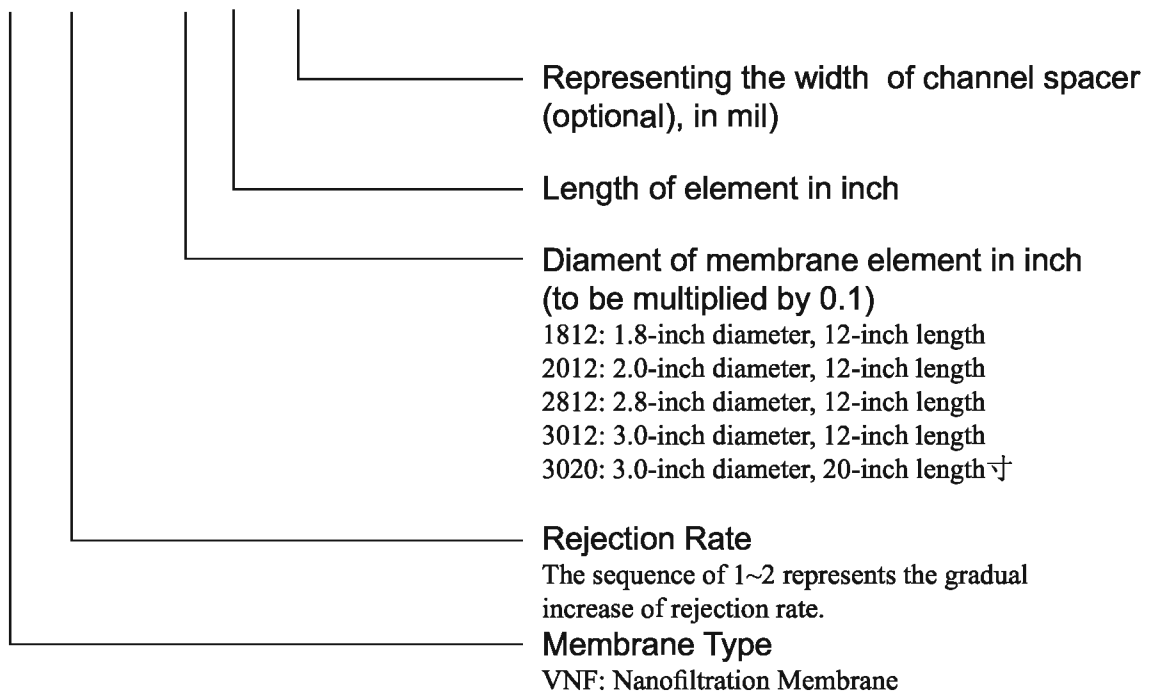 Representing the width of channel spacer
(optional), in mil)
Length of element in inch
Diament of membrane element in inch
(to be multiplied by 0.1)
1812: 1.8-inch diameter, 12-inch length
2012: 2.0-inch diameter, 12-inch length
2812: 2.8-inch diameter, 12-inch length
3012: 3.0-inch diameter, 12-inch length
3020: 3.0-inch diameter, 20-inch length寸
Rejection Rate
The sequence of 1~2 represents the gradual
increase of rejection rate.
Membrane Type
VNF: Nanofiltration Membrane